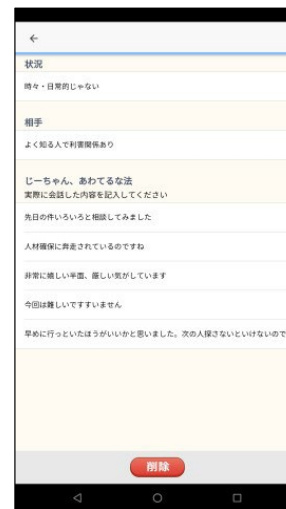 状況
時々・日常的じゃない
相手
よく知る人で利害関係あり
じーちゃん、あわてるな法
実際に会話した内容を記入してください
先日の件いろいろと相談してみました
人材確保に奔走されているのですね
非常に嬉しい半面、厳しい気がしています
今回は難しいですすいません
早めに行っといたほうがいいかと思いました。次の人探さないといけないので
削除